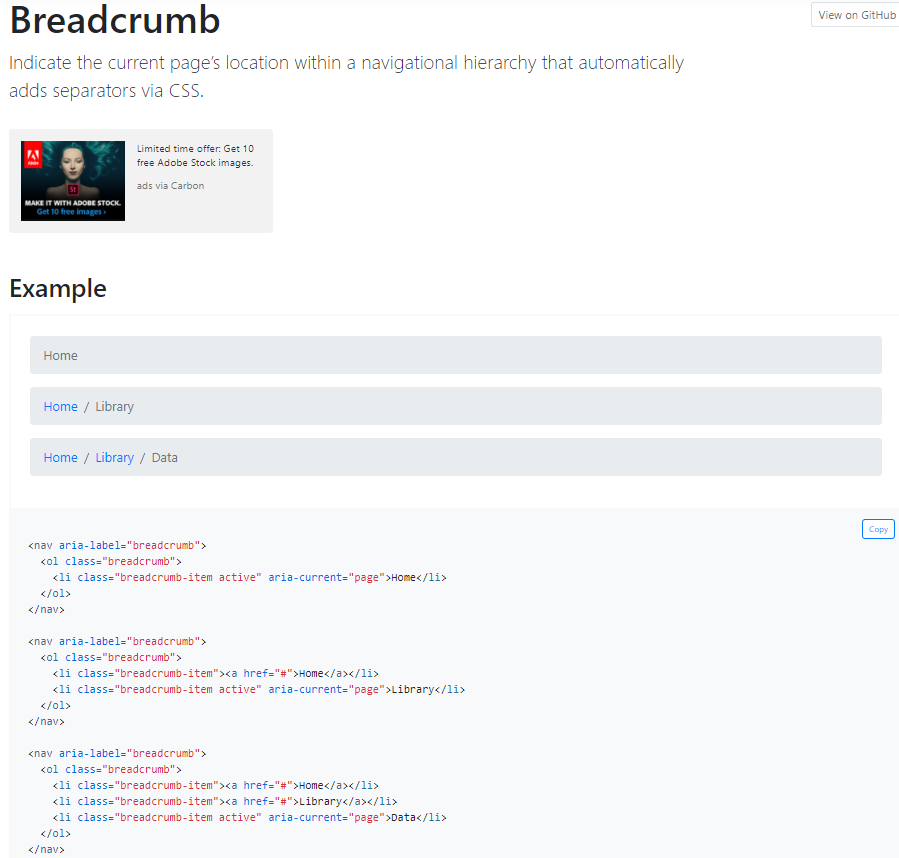 Breadcrumb
View on GitHub
Indicate the current page’s location within a navigational hierarchy that automatically
adds separators via CSS.
Adobe
St
MAKE IT WITH ADOBE STOCK.
Get 10 free images ›
Limited time offer: Get 10
free Adobe Stock images.
ads via Carbon
Example
Home
Home / Library
Home / Library / Data
Copy
<nav aria-label="breadcrumb">
  <ol class="breadcrumb">
    <li class="breadcrumb-item active" aria-current="page">Home</li>
  </ol>
</nav>

<nav aria-label="breadcrumb">
  <ol class="breadcrumb">
    <li class="breadcrumb-item"><a href="#">Home</a></li>
    <li class="breadcrumb-item active" aria-current="page">Library</li>
  </ol>
</nav>

<nav aria-label="breadcrumb">
  <ol class="breadcrumb">
    <li class="breadcrumb-item"><a href="#">Home</a></li>
    <li class="breadcrumb-item"><a href="#">Library</a></li>
    <li class="breadcrumb-item active" aria-current="page">Data</li>
  </ol>
</nav>